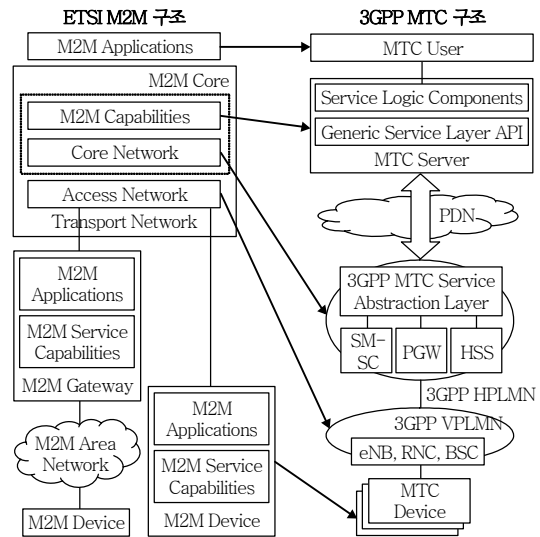 ETSI M2M 구조
M2M Applications
M2M Core
M2M Capabilities
Core Network
Access Network
Transport Network
M2M
Applications
M2M Service
Capabilities
M2M Gateway
M2M Area
Network
M2M Device
M2M
Applications
M2M Service
Capabilities
M2M Device
3GPP MTC 구조
MTC User
Service Logic Components
Generic Service Layer API
MTC Server
PDN
3GPP MTC Service
Abstraction Layer
SM-
SC
PGW
HSS
3GPP HPLMN
3GPP VPLMN
eNB, RNC, BSC
MTC
Device